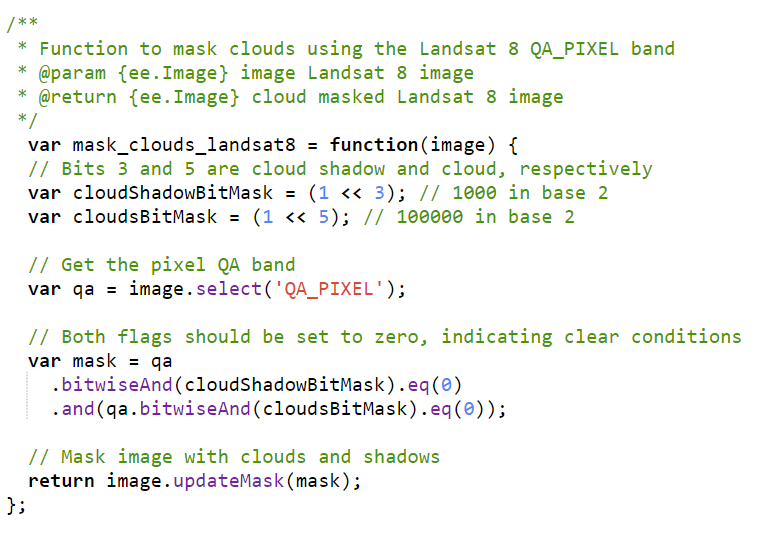 /**
 * Function to mask clouds using the Landsat 8 QA_PIXEL band
 * @param {ee.Image} image Landsat 8 image
 * @return {ee.Image} cloud masked Landsat 8 image
 */
  var mask_clouds_landsat8 = function(image) {
  // Bits 3 and 5 are cloud shadow and cloud, respectively
  var cloudShadowBitMask = (1 << 3); // 1000 in base 2
  var cloudsBitMask = (1 << 5); // 100000 in base 2

  // Get the pixel QA band
  var qa = image.select('QA_PIXEL');

  // Both flags should be set to zero, indicating clear conditions
  var mask = qa
    .bitwiseAnd(cloudShadowBitMask).eq(0)
    .and(qa.bitwiseAnd(cloudsBitMask).eq(0));

  // Mask image with clouds and shadows
  return image.updateMask(mask);
};